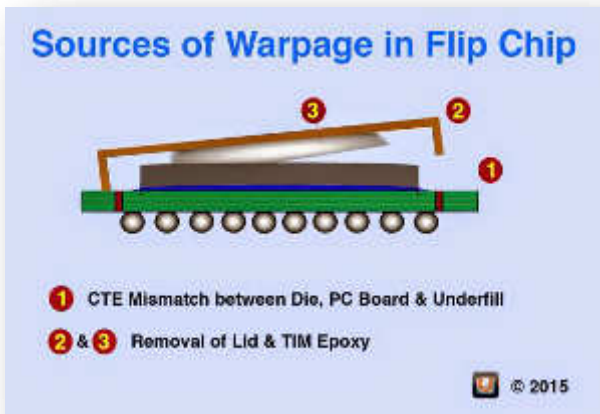 Sources of Warpage in Flip Chip
3
2
1
1 CTE Mismatch between Die, PC Board & Underfill
2 & 3 Removal of Lid & TIM Epoxy
© 2015